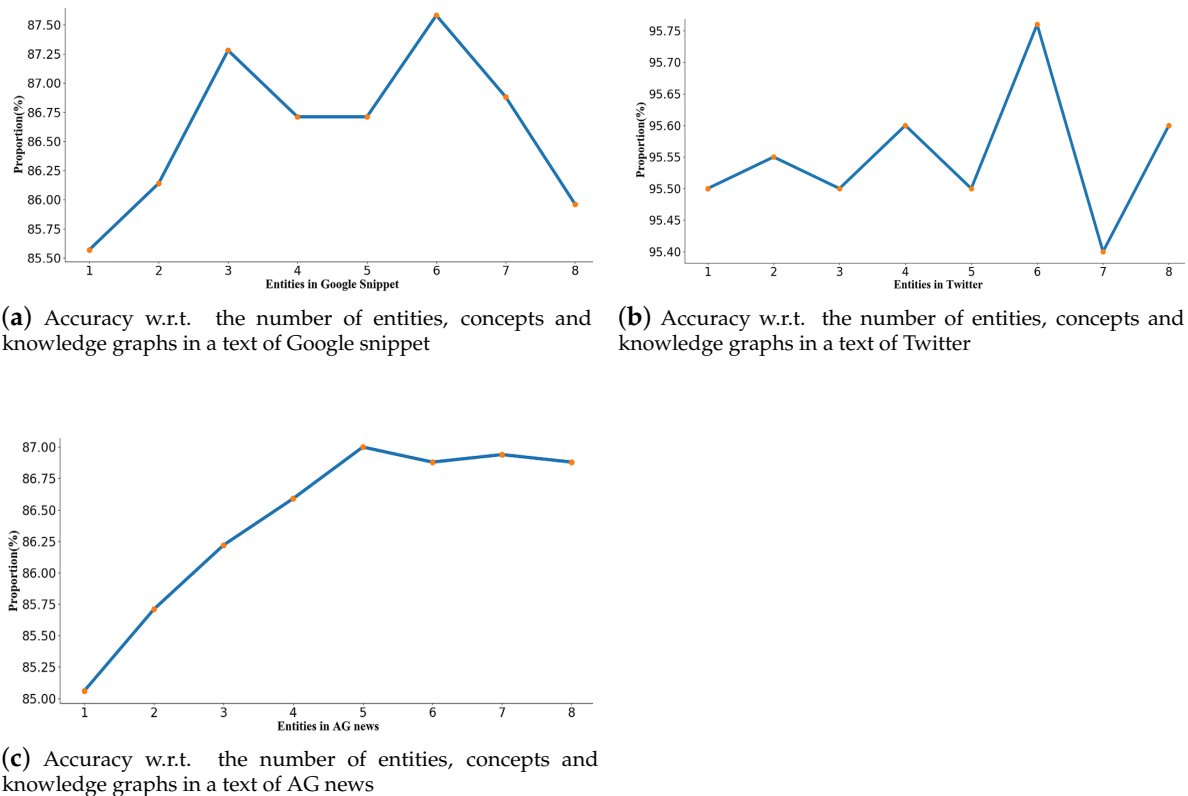 87.50
87.25
87.00
86.75
86.50
86.25
86.00
85.75
85.50
Proportion(%)
1 2 3 4 5 6 7 8
Entities in Google Snippet
(a) Accuracy w.r.t. the number of entities, concepts and
knowledge graphs in a text of Google snippet
95.75
95.70
95.65
95.60
95.55
95.50
95.45
95.40
Proportion(%)
1 2 3 4 5 6 7 8
Entities in Twitter
(b) Accuracy w.r.t. the number of entities, concepts and
knowledge graphs in a text of Twitter
87.00
86.75
86.50
86.25
86.00
85.75
85.50
85.25
85.00
Proportion(%)
1 2 3 4 5 6 7 8
Entities in AG news
(c) Accuracy w.r.t. the number of entities, concepts and
knowledge graphs in a text of AG news